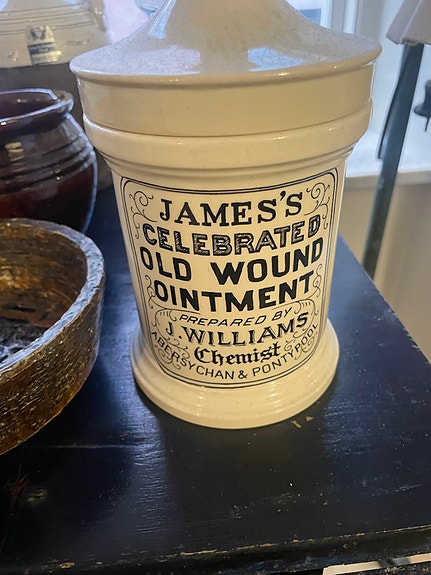 JAMES'S
CELEBRATED
OLD WOUND
OINTMENT
PREPARED BY
J. WILLIAMS
Chemist
ABERSYCHAN & PONTYPOOL